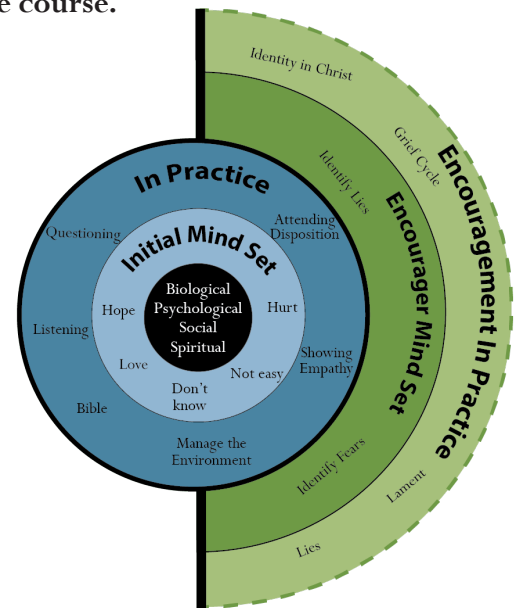 e course.
Identity in Christ
Grief Cycle
Encouragement In Practice
Identify Lies
Encourager Mind Set
In Practice
Attending
Disposition
Questioning
Initial Mind Set
Biological
Psychological
Social
Spiritual
Hope
Hurt
Listening
Showing
Empathy
Love
Not easy
Don't
know
Bible
Manage the
Environment
Identify Fears
Lament
Lies